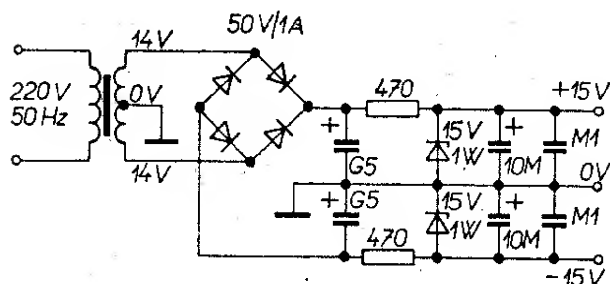 50V/1A
14V
220V
50Hz
0V
14V
470
+15V
+
G5
15V
1W
+
10M
M1
0V
+
G5
15V
1W
+
10M
M1
470
-15V